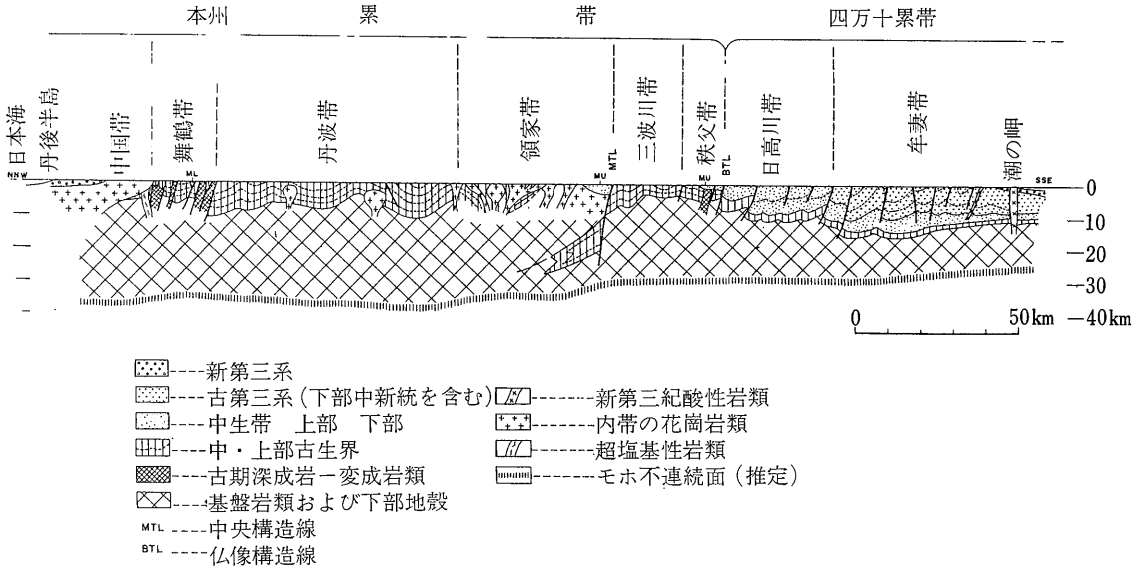 本州累帯
四万十累帯
日本海
丹後半島
中国帯
舞鶴帯
丹波帯
領家帯
三波川帯
秩父帯
日高川帯
牟婁帯
潮の岬
NNW
ML
MU
MTL
MU
BTL
SSE
0
-10
-20
-30
-40km
0 50km
新第三系
古第三系(下部中新統を含む)
中生帯 上部 下部
中・上部古生界
古期深成岩ー変成岩類
基盤岩類および下部地殻
MTL 中央構造線
BTL 仏像構造線
新第三紀酸性岩類
内帯の花崗岩類
超塩基性岩類
モホ不連続面(推定)